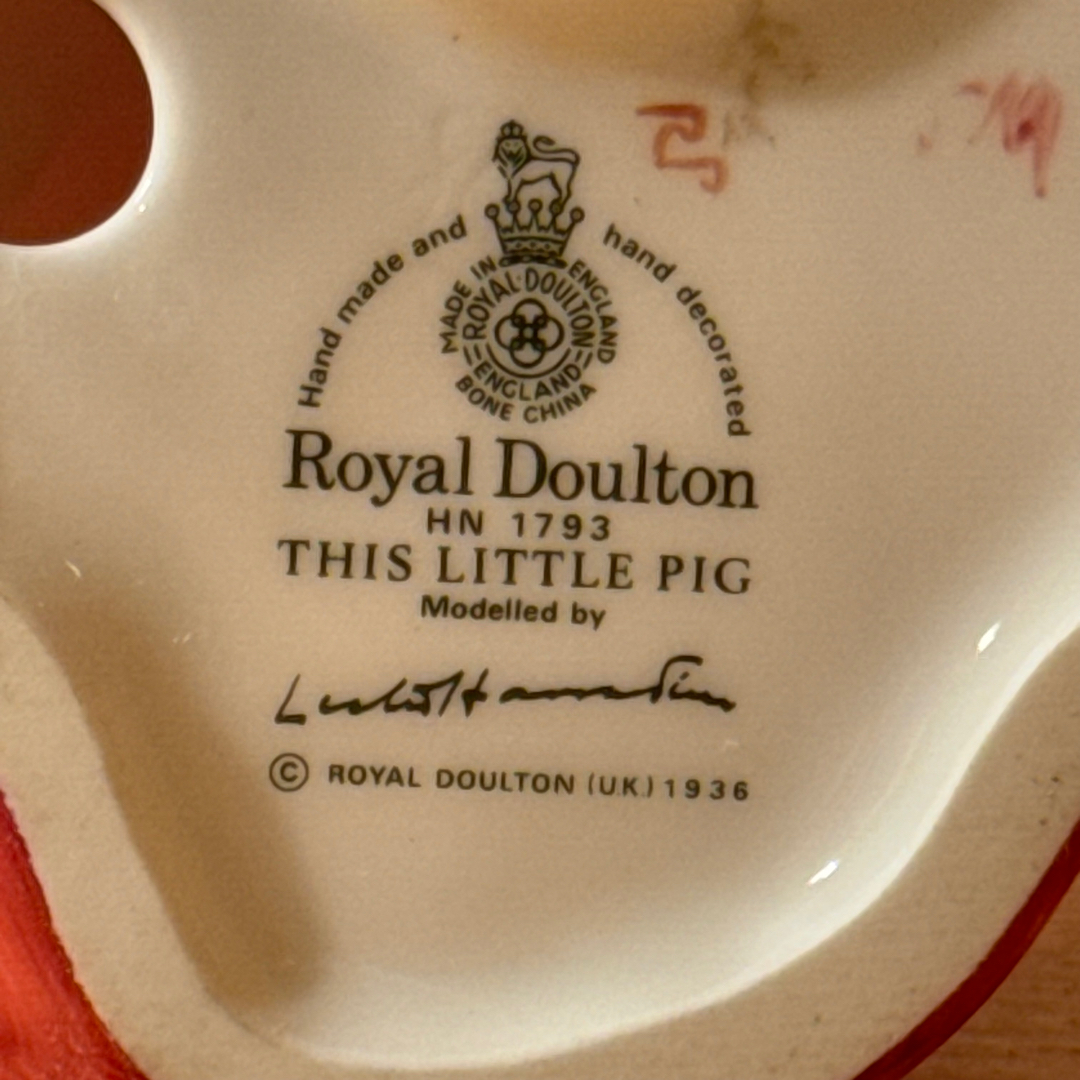 Hand made and hand decorated
MADE IN ENGLAND
ROYAL DOULTON
ENGLAND
BONE CHINA
Royal Doulton
HN 1793
THIS LITTLE PIG
Modelled by
© ROYAL DOULTON (U.K.) 1936